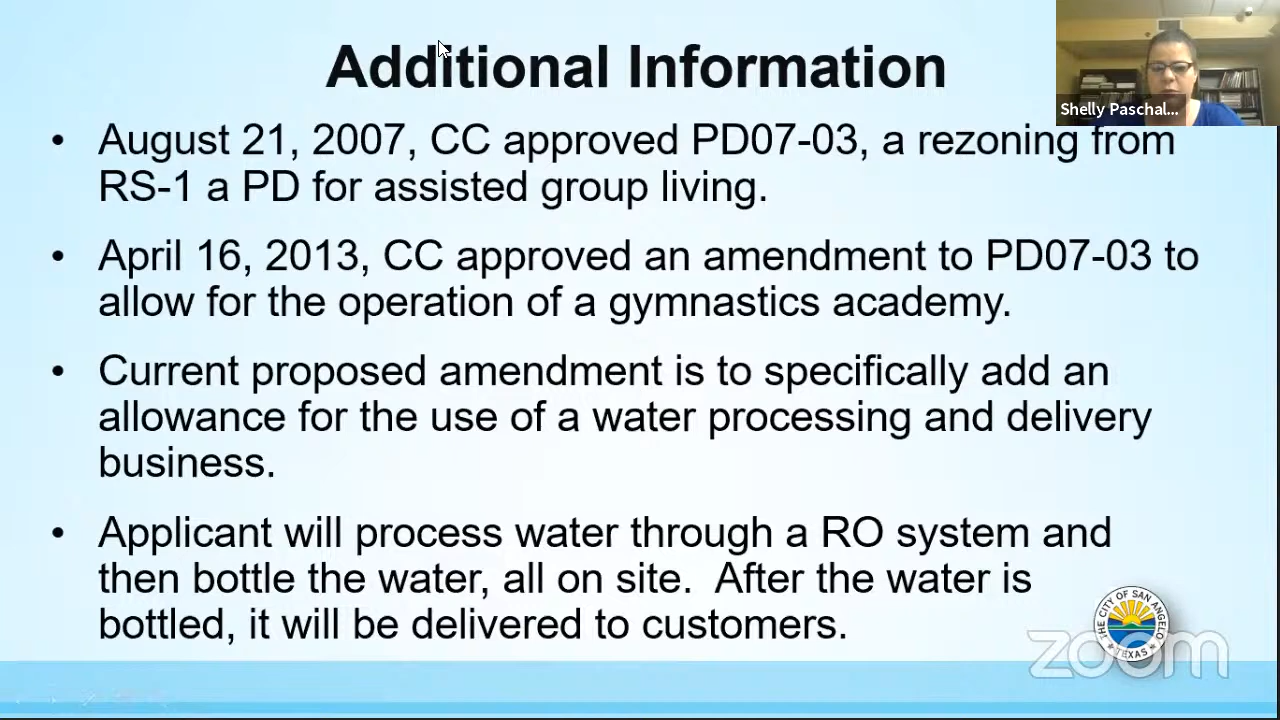 Additional Information
Shelly Paschal...
• August 21, 2007, CC approved PD07-03, a rezoning from
RS-1 a PD for assisted group living.
• April 16, 2013, CC approved an amendment to PD07-03 to
allow for the operation of a gymnastics academy.
• Current proposed amendment is to specifically add an
allowance for the use of a water processing and delivery
business.
• Applicant will process water through a RO system and
then bottle the water, all on site. After the water is
bottled, it will be delivered to customers.
THE CITY OF SAN ANGELO
TEXAS
zoom